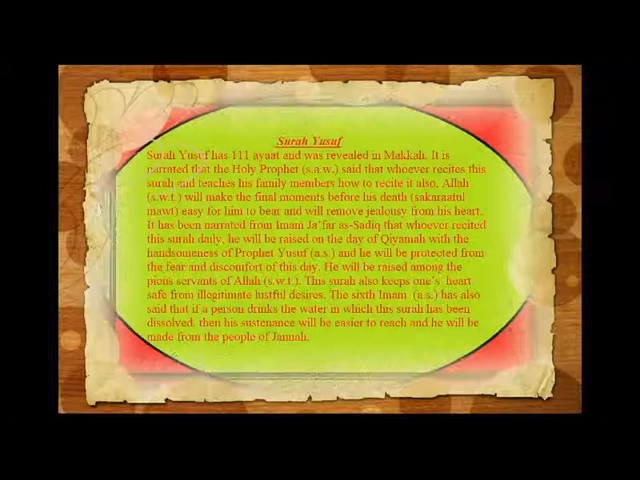 Surah Yusuf
Surah Yusuf has 111 ayaat and was revealed in Makkah. It is
narrated that the Holy Prophet (s.a.w.) said that whoever recites this
surah and teaches his family members how to recite it also, Allah
(s.w.t.) will make the final moments before his death (sakaraatul
mawt) easy for him to bear and will remove jealousy from his heart.
It has been narrated from Imam Ja'far as-Sadiq that whoever recited
this surah daily, he will be raised on the day of Qiyamah with the
handsomeness of Prophet Yusuf (a.s.) and he will be protected from
the fear and discomfort of this day. He will be raised among the
pious servants of Allah (s.w.t.). This surah also keeps one's heart
safe from illegitimate lustful desires. The sixth Imam (a.s.) has also
said that if a person drinks the water in which this surah has been
dissolved, then his sustenance will be easier to reach and he will be
made from the people of Jannah.